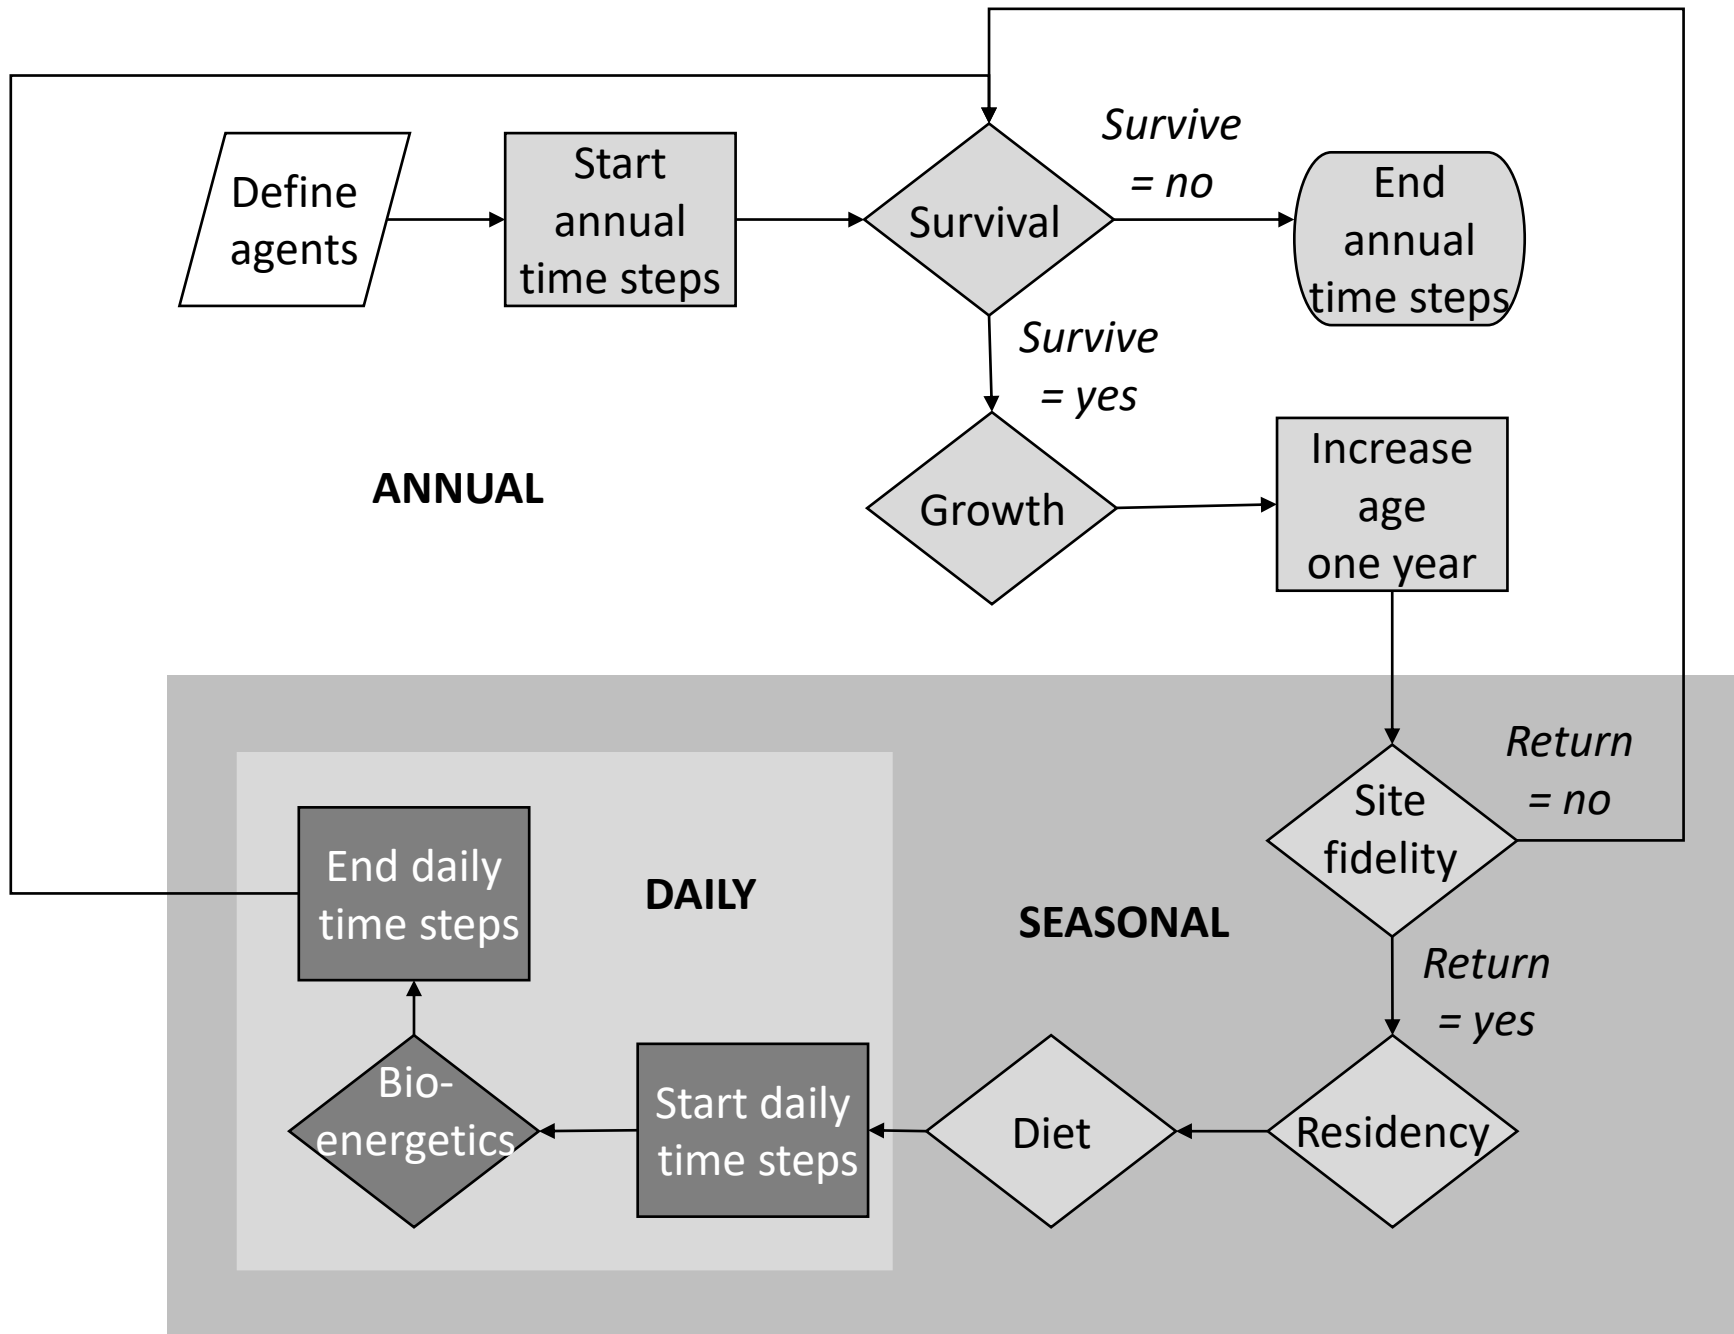 Define
agents
Start
annual
time steps
Survival
Survive
= no
End
annual
time steps
Survive
= yes
ANNUAL
Growth
Increase
age
one year
Site
fidelity
Return
= no
Return
= yes
SEASONAL
Residency
Diet
DAILY
Start daily
time steps
Bio-
energetics
End daily
time steps